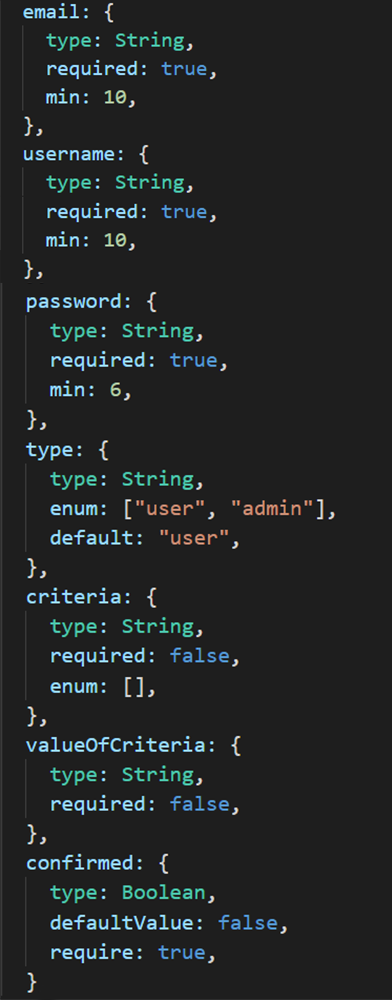 email: {
type: String,
required: true,
min: 10,
},
username: {
type: String,
required: true,
min: 10,
},
password: {
type: String,
required: true,
min: 6,
},
type: {
type: String,
enum: ["user", "admin"],
default: "user",
},
criteria: {
type: String,
required: false,
enum: [],
},
valueOfCriteria: {
type: String,
required: false,
},
confirmed: {
type: Boolean,
defaultValue: false,
require: true,
}